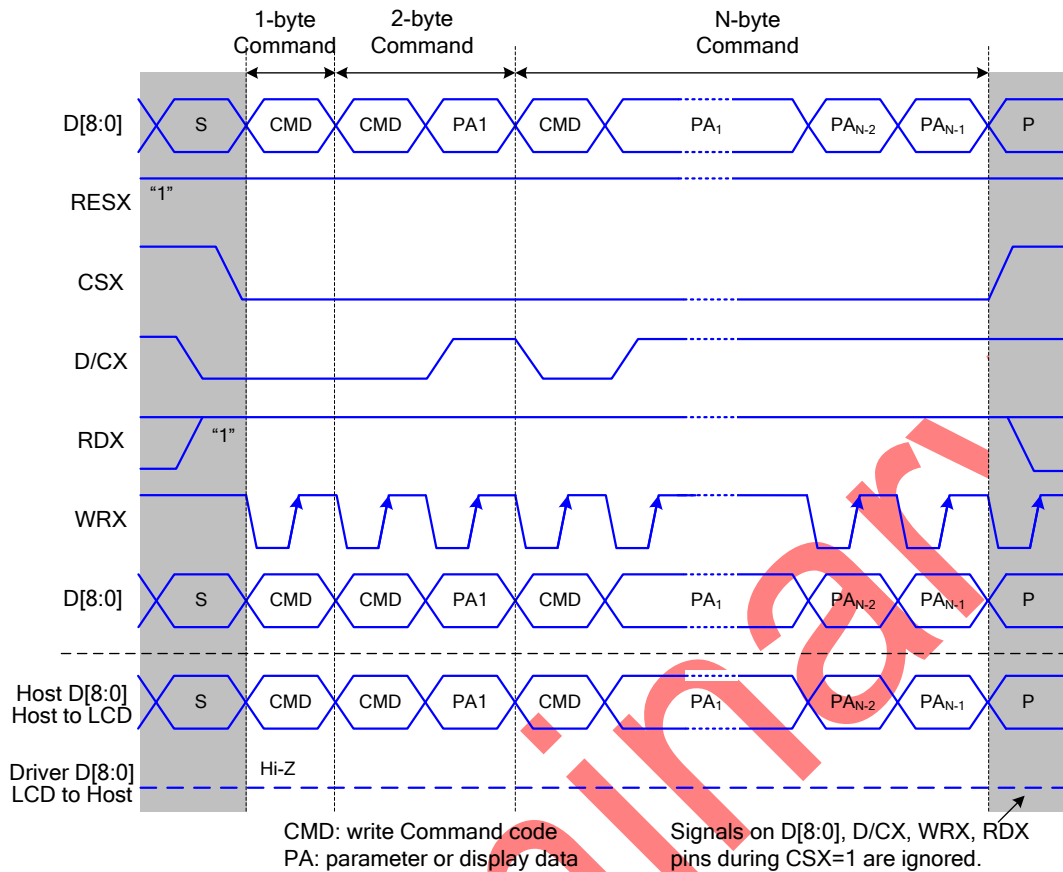 1-byte
Command
2-byte
Command
N-byte
Command
D[8:0] S CMD CMD PA1 CMD PA1 PAN-2 PAN-1 P
RESX “1”
CSX
D/CX
RDX “1”
WRX
D[8:0] S CMD CMD PA1 CMD PA1 PAN-2 PAN-1 P
Host D[8:0]
Host to LCD
S CMD CMD PA1 CMD PA1 PAN-2 PAN-1 P
Driver D[8:0]
LCD to Host
Hi-Z
CMD: write Command code
PA: parameter or display data
Signals on D[8:0], D/CX, WRX, RDX
pins during CSX=1 are ignored.